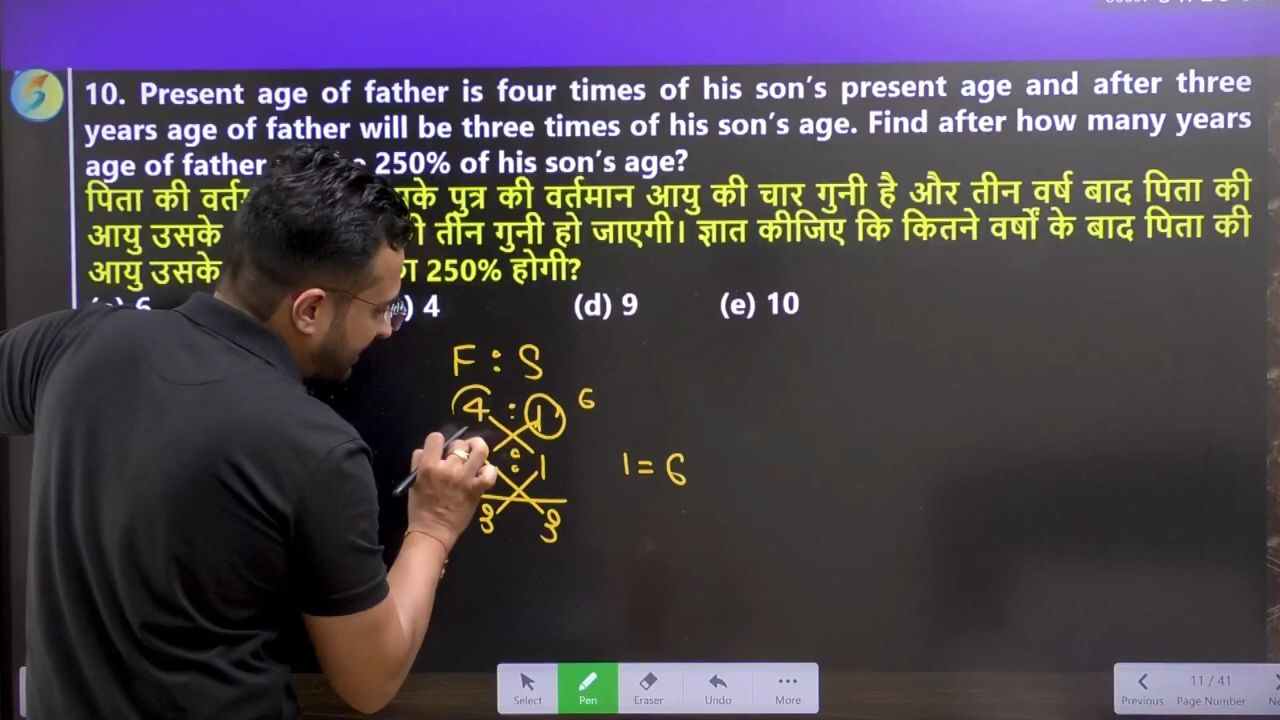 10. Present age of father is four times of his son's present age and after three
years age of father will be three times of his son's age. Find after how many years
age of father 250% of his son's age?
पिता की के पुत्र की वर्तमान आयु की चार गुनी है और तीन वर्ष बाद पिता की
आयु उसके तीन गुनी हो जाएगी। ज्ञात कीजिए कि कितने वर्षों के बाद पिता की
आयु उसके 250% होगी?
6 4 (d) 9 (e) 10
F : S
4 : 1 6
: 1 1 = 6
3 3
Select Pen Eraser Undo More
Previous 11 / 41 Page Number